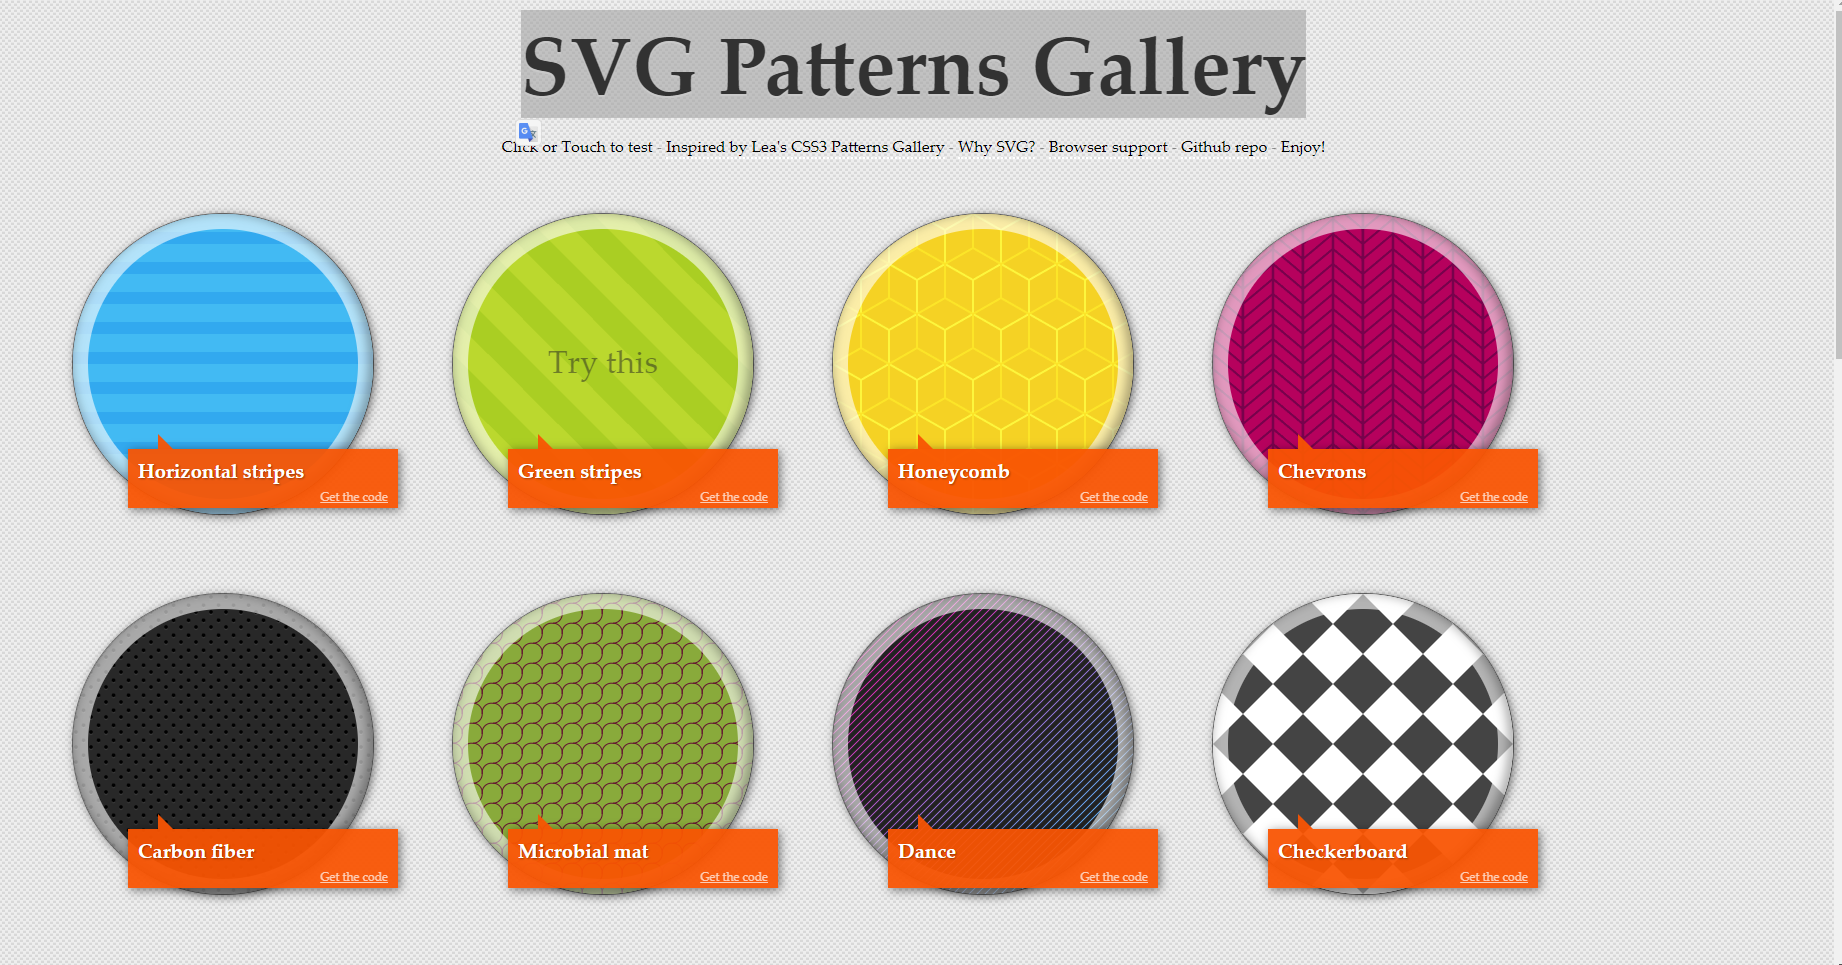 SVG Patterns Gallery
Click or Touch to test - Inspired by Lea's CSS3 Patterns Gallery - Why SVG? - Browser support - Github repo - Enjoy!
Try this
Horizontal stripes
Get the code
Green stripes
Get the code
Honeycomb
Get the code
Chevrons
Get the code
Carbon fiber
Get the code
Microbial mat
Get the code
Dance
Get the code
Checkerboard
Get the code